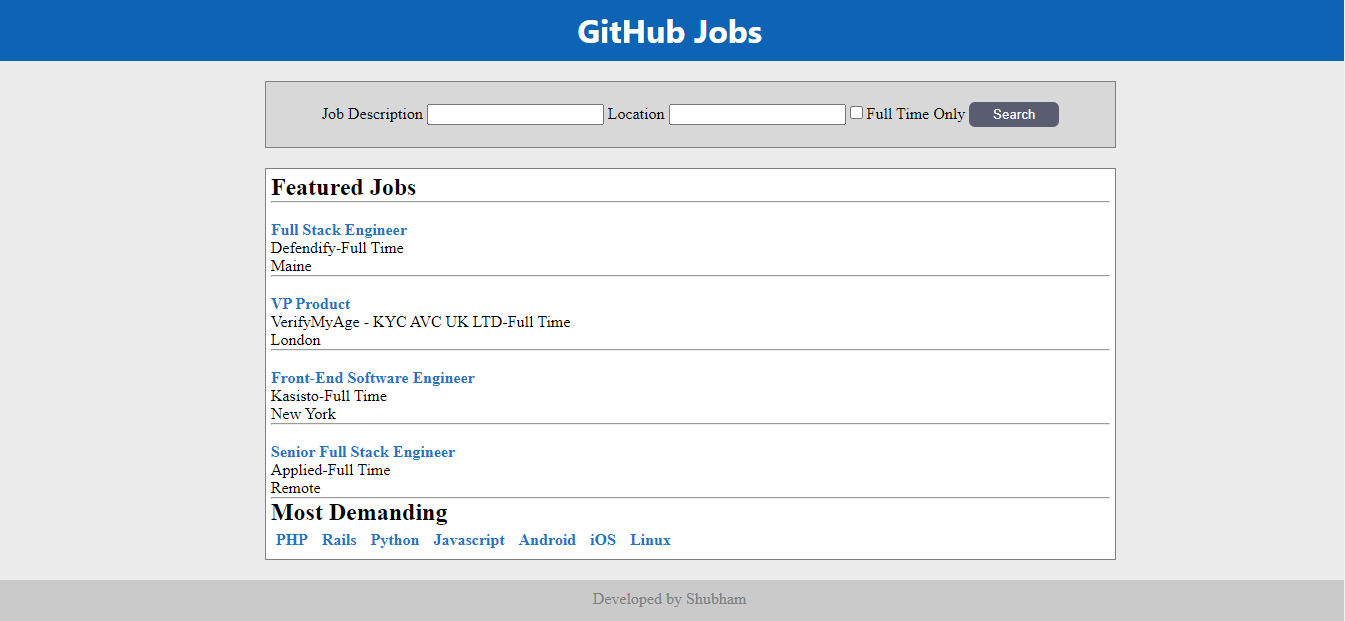 GitHub Jobs
Job Description Location Full Time Only Search
Featured Jobs
Full Stack Engineer
Defendify-Full Time
Maine
VP Product
VerifyMyAge - KYC AVC UK LTD-Full Time
London
Front-End Software Engineer
Kasisto-Full Time
New York
Senior Full Stack Engineer
Applied-Full Time
Remote
Most Demanding
PHP Rails Python Javascript Android iOS Linux
Developed by Shubham